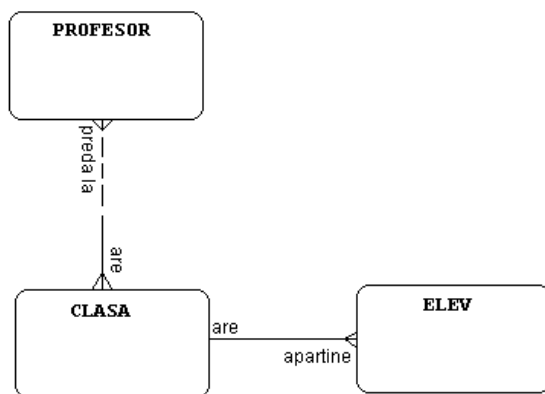 PROFESOR
preda la
are
CLASA
are
apartine
ELEV